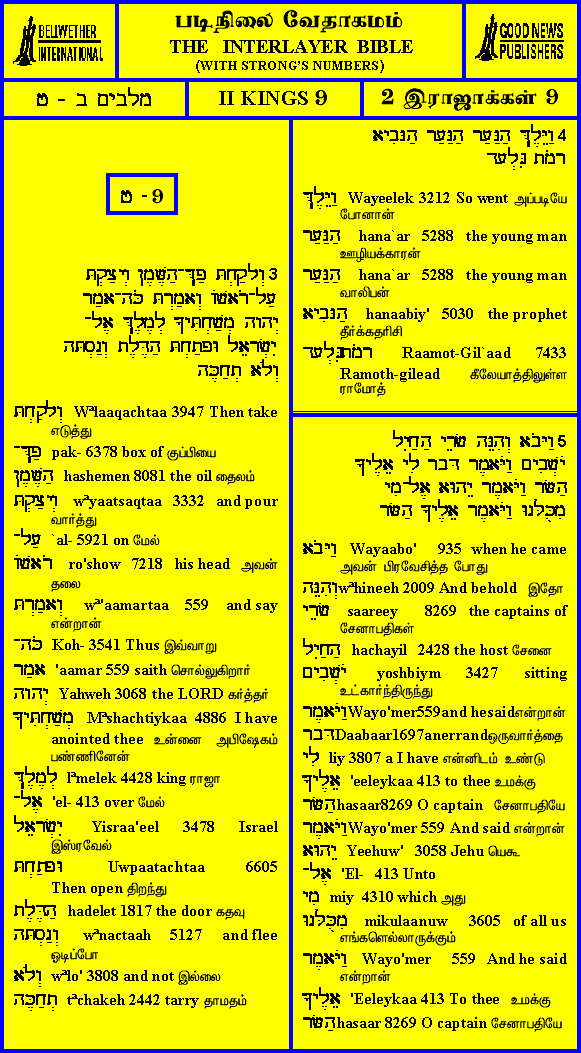 BELLWETHER
INTERNATIONAL
படிநிலை வேதாகமம்
THE INTERLAYER BIBLE
(WITH STRONG'S NUMBERS)
GOOD NEWS
PUBLISHERS
מלבים ב - ט
II KINGS 9
2 இராஜாக்கள் 9
ט - 9
3 וְלָקַחְתָּ פַךְ־הַשֶּׁמֶן וְיָצַקְתָּ
עַל־רֹאשׁוֹ וְאָמַרְתָּ כֹּה־אָמַר
יְהוָה מְשַׁחְתִּיךָ לְמֶלֶךְ אֶל־
יִשְׂרָאֵל וּפָתַחְתָּ הַדֶּלֶת וְנַסְתָּה
וְלֹא תְחַכֶּה
וְלָקַחְתָּ Wªlaaqachtaa 3947 Then take
எடுத்து
פַךְ־ pak- 6378 box of குப்பியை
הַשֶּׁמֶן hashemen 8081 the oil தைலம்
וְיָצַקְתָּ wªyaatsaqtaa 3332 and pour
வார்த்து
עַל־ `al- 5921 on மேல்
רֹאשׁוֹ ro'show 7218 his head அவன்
தலை
וְאָמַרְתָּ wª'aamartaa 559 and say
என்றான்
כֹּה־ Koh- 3541 Thus இவ்வாறு
אָמַר 'aamar 559 saith சொல்லுகிறார்
יְהוָה Yahweh 3068 the LORD கர்த்தர்
מְשַׁחְתִּיךָ Mªshachtiykaa 4886 I have
anointed thee உன்னை அபிஷேகம்
பண்ணினேன்
לְמֶלֶךְ lªmelek 4428 king ராஜா
אֶל־ 'el- 413 over மேல்
יִשְׂרָאֵל Yisraa'eel 3478 Israel
இஸ்ரவேல்
וּפָתַחְתָּ Uwpaatachtaa 6605
Then open திறந்து
הַדֶּלֶת hadelet 1817 the door கதவு
וְנַסְתָּה wªnactaah 5127 and flee
ஓடிப்போ
וְלֹא wªlo' 3808 and not இல்லை
תְחַכֶּה tªchakeh 2442 tarry தாமதம்
4 וַיֵּלֶךְ הַנַּעַר הַנַּעַר הַנָּבִיא
רָמֹת גִּלְעָד
וַיֵּלֶךְ Wayeelek 3212 So went அப்படியே
போனான்
הַנַּעַר hana`ar 5288 the young man
ஊழியக்காரன்
הַנַּעַר hana`ar 5288 the young man
வாலிபன்
הַנָּבִיא hanaabiy' 5030 the prophet
தீர்க்கதரிசி
רָמֹת גִּלְעָד Raamot-Gil`aad 7433
Ramoth-gilead கீலேயாத்திலுள்ள
ராமோத்
5 וַיָּבֹא וְהִנֵּה שָׂרֵי הַחַיִל
יֹשְׁבִים וַיֹּאמֶר דָּבָר לִי אֵלֶיךָ
הַשָּׂר וַיֹּאמֶר יֵהוּא אֶל־מִי
מִכֻּלָּנוּ וַיֹּאמֶר אֵלֶיךָ הַשָּׂר
וַיָּבֹא Wayaabo' 935 when he came
அவன் பிரவேசித்த போது
וְהִנֵּה wªhineeh 2009 And behold இதோ
שָׂרֵי saareey 8269 the captains of
சேனாபதிகள்
הַחַיִל hachayil 2428 the host சேனை
יֹשְׁבִים yoshbiym 3427 sitting
உட்கார்ந்திருந்து
וַיֹּאמֶר Wayo'mer559and hesaidஎன்றான்
דָּבָר Daabaar1697anerrandஒருவார்த்தை
לִי liy 3807 a I have என்னிடம் உண்டு
אֵלֶיךָ 'eeleykaa 413 to thee உமக்கு
הַשָּׂר hasaar8269 O captain சேனாபதியே
וַיֹּאמֶר Wayo'mer 559 And said என்றான்
יֵהוּא Yeehuw' 3058 Jehu யெகூ
אֶל־ 'El- 413 Unto
מִי miy 4310 which அது
מִכֻּלָּנוּ mikulaanuw 3605 of all us
எங்களெல்லாருக்கும்
וַיֹּאמֶר Wayo'mer 559 And he said
என்றான்
אֵלֶיךָ 'Eeleykaa 413 To thee உமக்கு
הַשָּׂר hasaar 8269 O captain சேனாபதியே